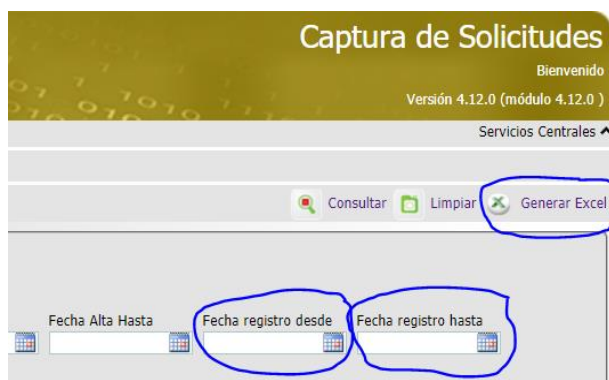 Captura de Solicitudes
Bienvenido
Versión 4.12.0 (módulo 4.12.0 )
Servicios Centrales
Consultar Limpiar Generar Excel
Fecha Alta Hasta Fecha registro desde Fecha registro hasta